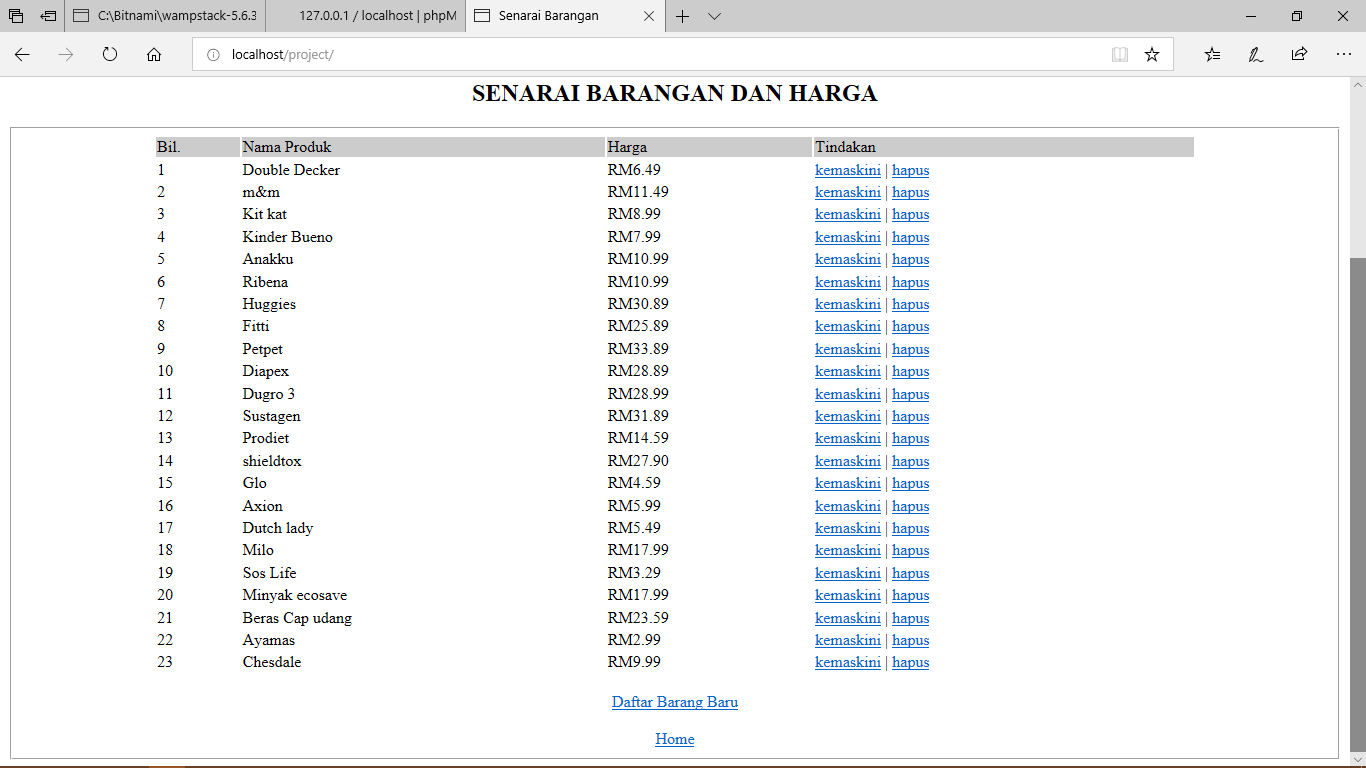 C:\Bitnami\wampstack-5.6.3
127.0.0.1 / localhost | phpM
Senarai Barangan
localhost/project/
SENARAI BARANGAN DAN HARGA
Bil. Nama Produk Harga Tindakan
1 Double Decker RM6.49 kemaskini | hapus
2 m&m RM11.49 kemaskini | hapus
3 Kit kat RM8.99 kemaskini | hapus
4 Kinder Bueno RM7.99 kemaskini | hapus
5 Anakku RM10.99 kemaskini | hapus
6 Ribena RM10.99 kemaskini | hapus
7 Huggies RM30.89 kemaskini | hapus
8 Fitti RM25.89 kemaskini | hapus
9 Petpet RM33.89 kemaskini | hapus
10 Diapex RM28.89 kemaskini | hapus
11 Dugro 3 RM28.99 kemaskini | hapus
12 Sustagen RM31.89 kemaskini | hapus
13 Prodiet RM14.59 kemaskini | hapus
14 shieldtox RM27.90 kemaskini | hapus
15 Glo RM4.59 kemaskini | hapus
16 Axion RM5.99 kemaskini | hapus
17 Dutch lady RM5.49 kemaskini | hapus
18 Milo RM17.99 kemaskini | hapus
19 Sos Life RM3.29 kemaskini | hapus
20 Minyak ecosave RM17.99 kemaskini | hapus
21 Beras Cap udang RM23.59 kemaskini | hapus
22 Ayamas RM2.99 kemaskini | hapus
23 Chesdale RM9.99 kemaskini | hapus
Daftar Barang Baru
Home